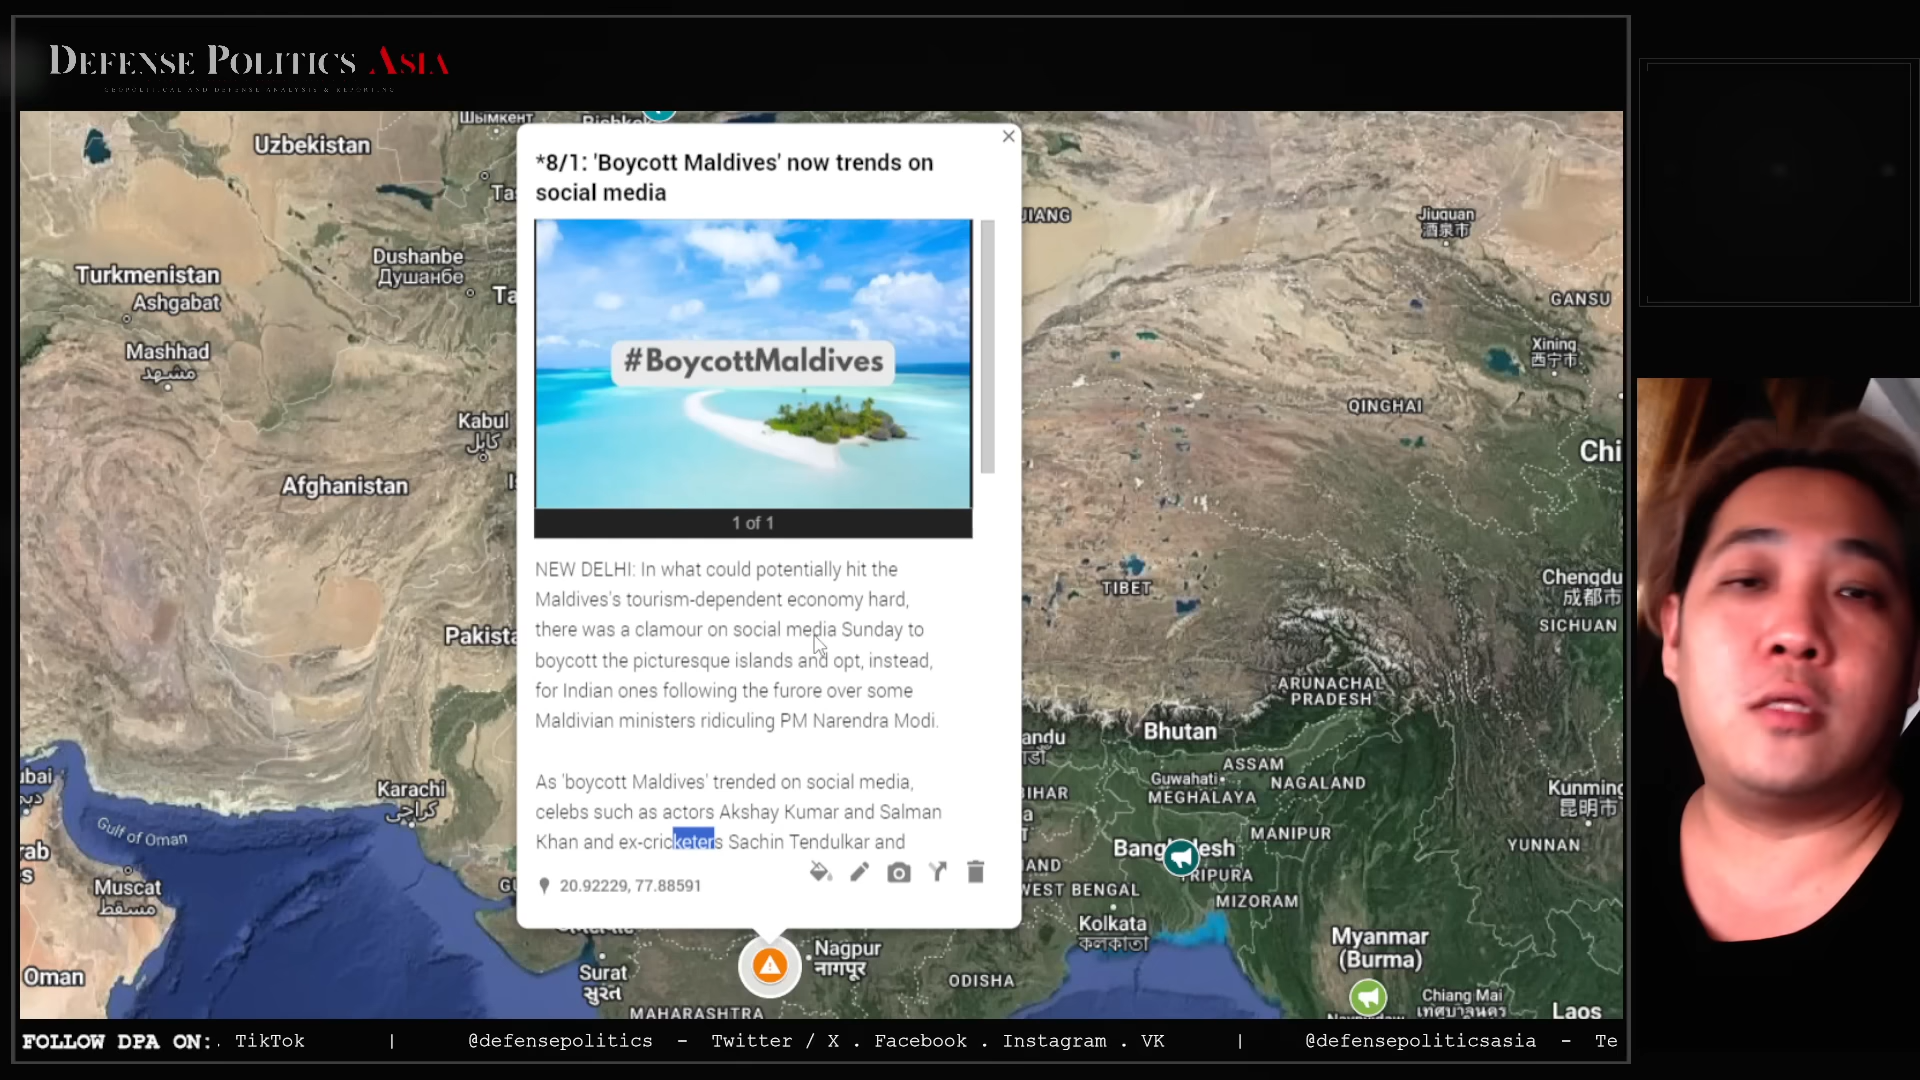 DEFENSE POLITICS ASIA
GEOPOLITICAL AND DEFENSE ANALYSIS & REPORTING
*8/1: 'Boycott Maldives' now trends on
social media
#BoycottMaldives
1 of 1
NEW DELHI: In what could potentially hit the
Maldives's tourism-dependent economy hard,
there was a clamour on social media Sunday to
boycott the picturesque islands and opt, instead,
for Indian ones following the furore over some
Maldivian ministers ridiculing PM Narendra Modi.
As 'boycott Maldives' trended on social media,
celebs such as actors Akshay Kumar and Salman
Khan and ex-cricketers Sachin Tendulkar and
20.92229, 77.88591
Шымкент
Uzbekistan
Turkmenistan
Ashgabat
Dushanbe
Душанбе
Mashhad
مشهد
Kabul
کابل
Afghanistan
Karachi
کراچی
Gulf of Oman
Muscat
مسقط
Oman
Surat
સુરત
Nagpur
नागपूर
MAHARASHTRA
ODISHA
Jiuquan
酒泉市
GANSU
Xining
西宁市
QINGHAI
TIBET
Chengdu
成都市
SICHUAN
ARUNACHAL
PRADESH
Bhutan
ASSAM
NAGALAND
Guwahati
MEGHALAYA
MANIPUR
Kunming
昆明市
YUNNAN
TRIPURA
WEST BENGAL
MIZORAM
Kolkata
কলকাতা
Myanmar
(Burma)
Chiang Mai
Laos
FOLLOW DPA ON:. TikTok | @defensepolitics - Twitter / X . Facebook . Instagram . VK | @defensepoliticsasia - Te